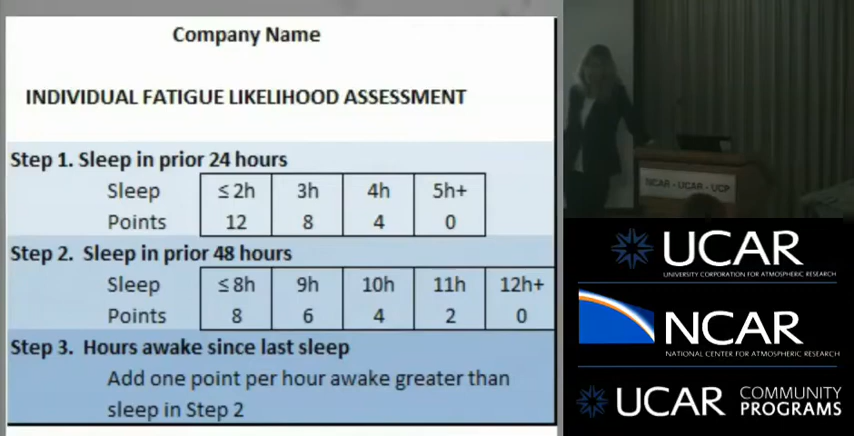 Company Name
INDIVIDUAL FATIGUE LIKELIHOOD ASSESSMENT
Step 1. Sleep in prior 24 hours
Sleep ≤ 2h 3h 4h 5h+
Points 12 8 4 0
Step 2. Sleep in prior 48 hours
Sleep ≤ 8h 9h 10h 11h 12h+
Points 8 6 4 2 0
Step 3. Hours awake since last sleep
Add one point per hour awake greater than
sleep in Step 2
NCAR - UCAR - UCP
UCAR
UNIVERSITY CORPORATION FOR ATMOSPHERIC RESEARCH
NCAR
NATIONAL CENTER FOR ATMOSPHERIC RESEARCH
UCAR COMMUNITY
PROGRAMS